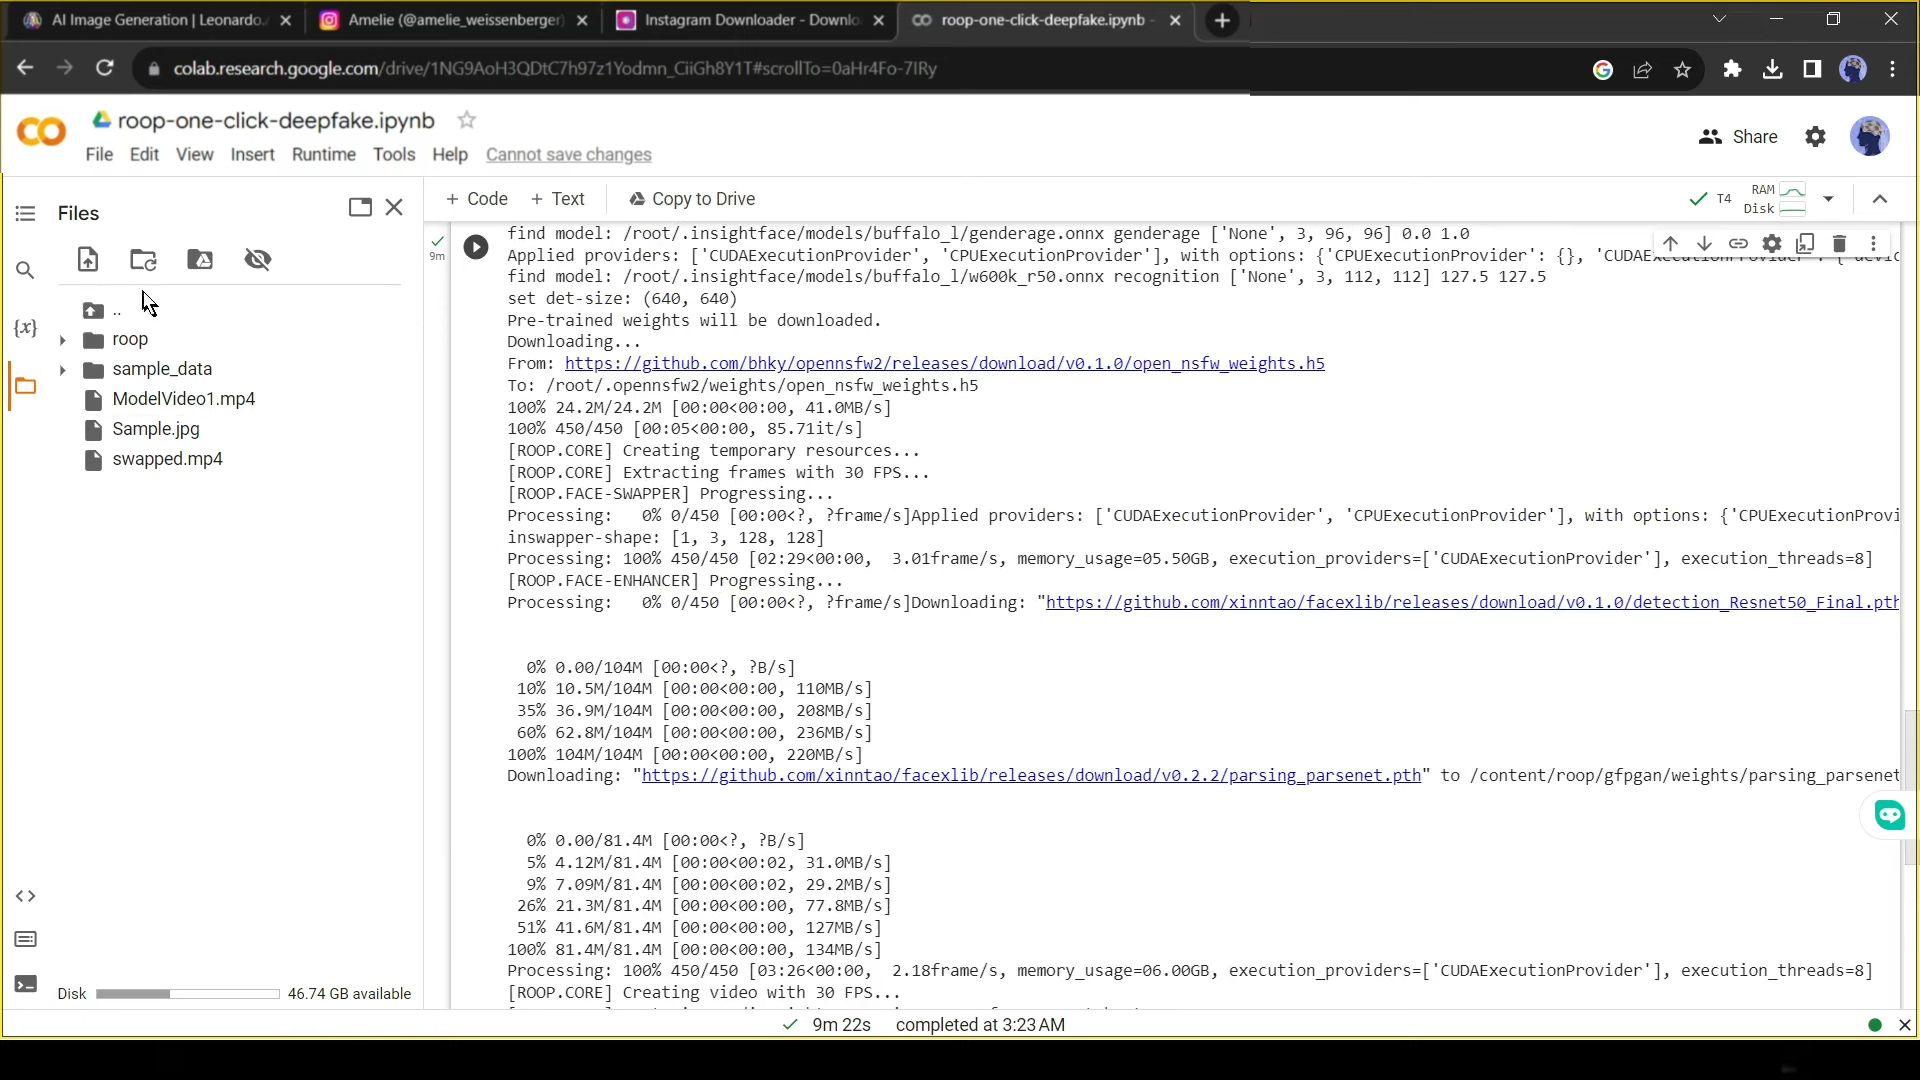 AI Image Generation | Leonardo.
Amelie (@amelie_weissenberger)
Instagram Downloader - Downlo
roop-one-click-deepfake.ipynb -
colab.research.google.com/drive/1NG9AoH3QDtC7h97z1Yodmn_CiiGh8Y1T#scrollTo=0aHr4Fo-7IRy
roop-one-click-deepfake.ipynb
Share
File Edit View Insert Runtime Tools Help Cannot save changes
Files
+ Code + Text Copy to Drive
T4 RAM
Disk
{x}
..
roop
sample_data
ModelVideo1.mp4
Sample.jpg
swapped.mp4
Disk 46.74 GB available
9m
find model: /root/.insightface/models/buffalo_l/genderage.onnx genderage ['None', 3, 96, 96] 0.0 1.0
Applied providers: ['CUDAExecutionProvider', 'CPUExecutionProvider'], with options: {'CPUExecutionProvider': {}, 'CUDAExecutionProvider'
find model: /root/.insightface/models/buffalo_l/w600k_r50.onnx recognition ['None', 3, 112, 112] 127.5 127.5
set det-size: (640, 640)
Pre-trained weights will be downloaded.
Downloading...
From: https://github.com/bhky/opennsfw2/releases/download/v0.1.0/open_nsfw_weights.h5
To: /root/.opennsfw2/weights/open_nsfw_weights.h5
100% 24.2M/24.2M [00:00<00:00, 41.0MB/s]
100% 450/450 [00:05<00:00, 85.71it/s]
[ROOP.CORE] Creating temporary resources...
[ROOP.CORE] Extracting frames with 30 FPS...
[ROOP.FACE-SWAPPER] Progressing...
Processing:   0% 0/450 [00:00<?, ?frame/s]Applied providers: ['CUDAExecutionProvider', 'CPUExecutionProvider'], with options: {'CPUExecutionProvi
inswapper-shape: [1, 3, 128, 128]
Processing: 100% 450/450 [02:29<00:00,  3.01frame/s, memory_usage=05.50GB, execution_providers=['CUDAExecutionProvider'], execution_threads=8]
[ROOP.FACE-ENHANCER] Progressing...
Processing:   0% 0/450 [00:00<?, ?frame/s]Downloading: "https://github.com/xinntao/facexlib/releases/download/v0.1.0/detection_Resnet50_Final.pth
0% 0.00/104M [00:00<?, ?B/s]
10% 10.5M/104M [00:00<00:00, 110MB/s]
35% 36.9M/104M [00:00<00:00, 208MB/s]
60% 62.8M/104M [00:00<00:00, 236MB/s]
100% 104M/104M [00:00<00:00, 220MB/s]
Downloading: "https://github.com/xinntao/facexlib/releases/download/v0.2.2/parsing_parsenet.pth" to /content/roop/gfpgan/weights/parsing_parsenet
0% 0.00/81.4M [00:00<?, ?B/s]
5% 4.12M/81.4M [00:00<00:02, 31.0MB/s]
9% 7.09M/81.4M [00:00<00:02, 29.2MB/s]
26% 21.3M/81.4M [00:00<00:00, 77.8MB/s]
51% 41.6M/81.4M [00:00<00:00, 127MB/s]
100% 81.4M/81.4M [00:00<00:00, 134MB/s]
Processing: 100% 450/450 [03:26<00:00,  2.18frame/s, memory_usage=06.00GB, execution_providers=['CUDAExecutionProvider'], execution_threads=8]
[ROOP.CORE] Creating video with 30 FPS...
9m 22s completed at 3:23 AM